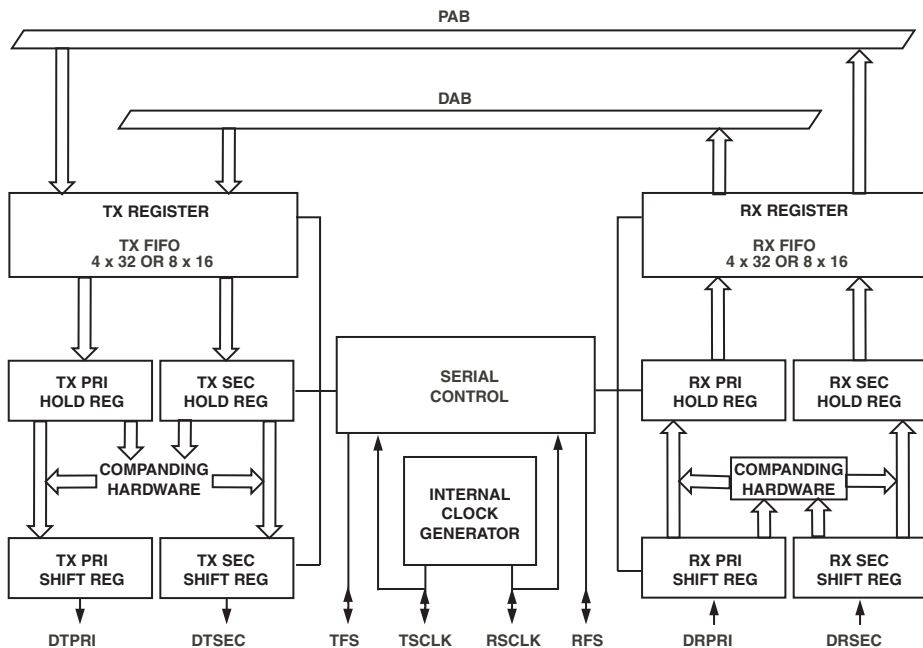 PAB
DAB
TX REGISTER
TX FIFO
4 x 32 OR 8 x 16
RX REGISTER
RX FIFO
4 x 32 OR 8 x 16
TX PRI
HOLD REG
TX SEC
HOLD REG
SERIAL
CONTROL
RX PRI
HOLD REG
RX SEC
HOLD REG
COMPANDING
HARDWARE
INTERNAL
CLOCK
GENERATOR
COMPANDING
HARDWARE
TX PRI
SHIFT REG
TX SEC
SHIFT REG
RX PRI
SHIFT REG
RX SEC
SHIFT REG
DTPRI
DTSEC
TFS
TSCLK
RSCLK
RFS
DRPRI
DRSEC